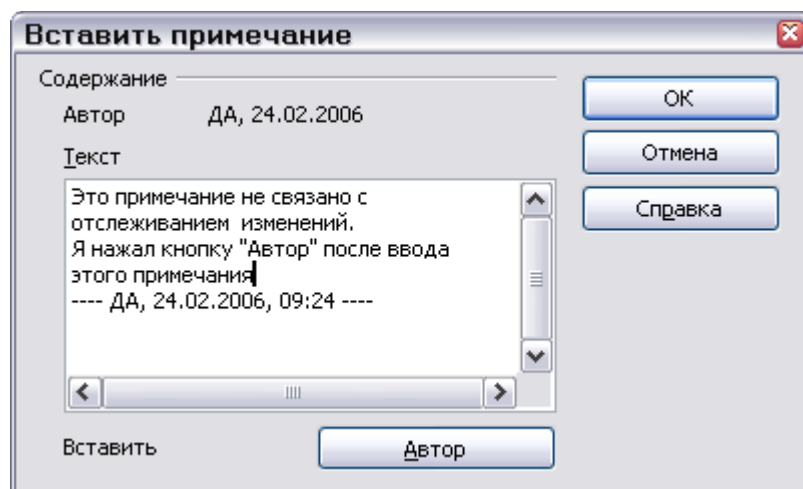 Вставить примечание
Содержание
Автор ДА, 24.02.2006
Текст
Это примечание не связано с
отслеживанием изменений.
Я нажал кнопку "Автор" после ввода
этого примечания
---- ДА, 24.02.2006, 09:24 ----
Вставить
Автор
ОК
Отмена
Справка